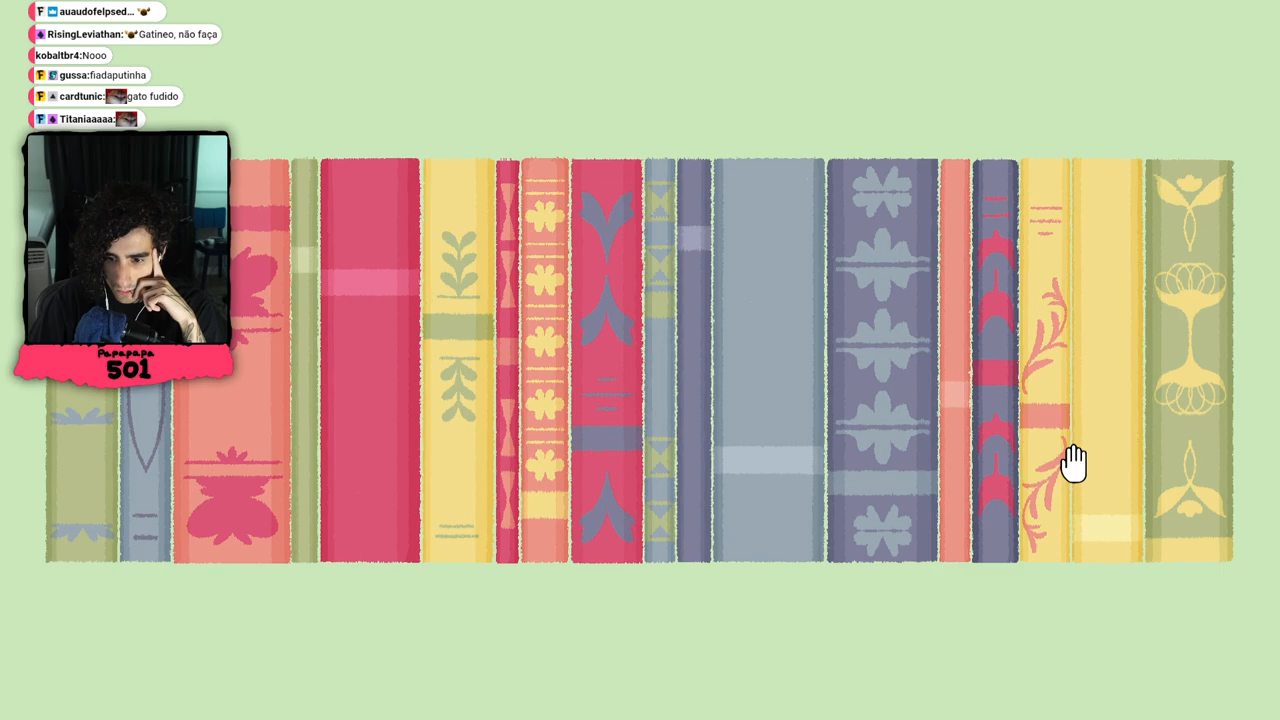 auaudofelpsed...
RisingLeviathan: Gatineo, não faça
kobaltbr4:Nooo
gussa:fiadaputinha
cardtunic: gato fudido
Titaniaaaaa:
Papapapa
501